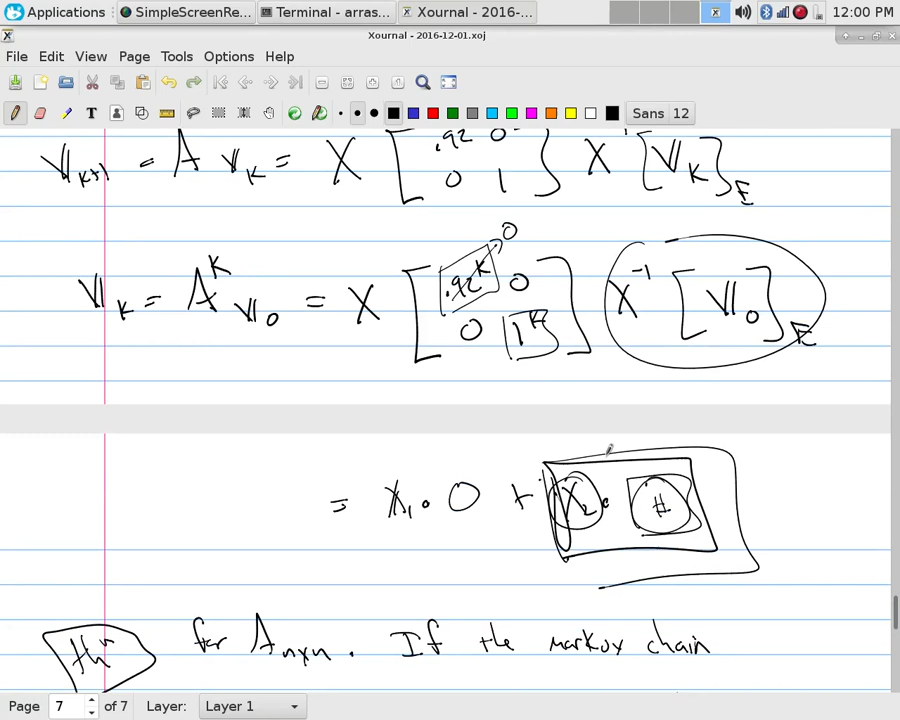 Applications SimpleScreenRe... Terminal - arras... Xournal - 2016-... 12:00 PM
Xournal - 2016-12-01.xoj
File Edit View Page Tools Options Help
Sans 12
V_{k+1} = A V_k = X [ .92 0 ; 0 1 ] X^{-1} [V_k]_E
V_k = A^k V_0 = X [ .92^k 0 ; 0 1^k ] X^{-1} [V_0]_E
0
= X_1 · 0 + X_2 · #
thⁿ for A_{n×n}. If the markov chain
Page 7 of 7 Layer: Layer 1